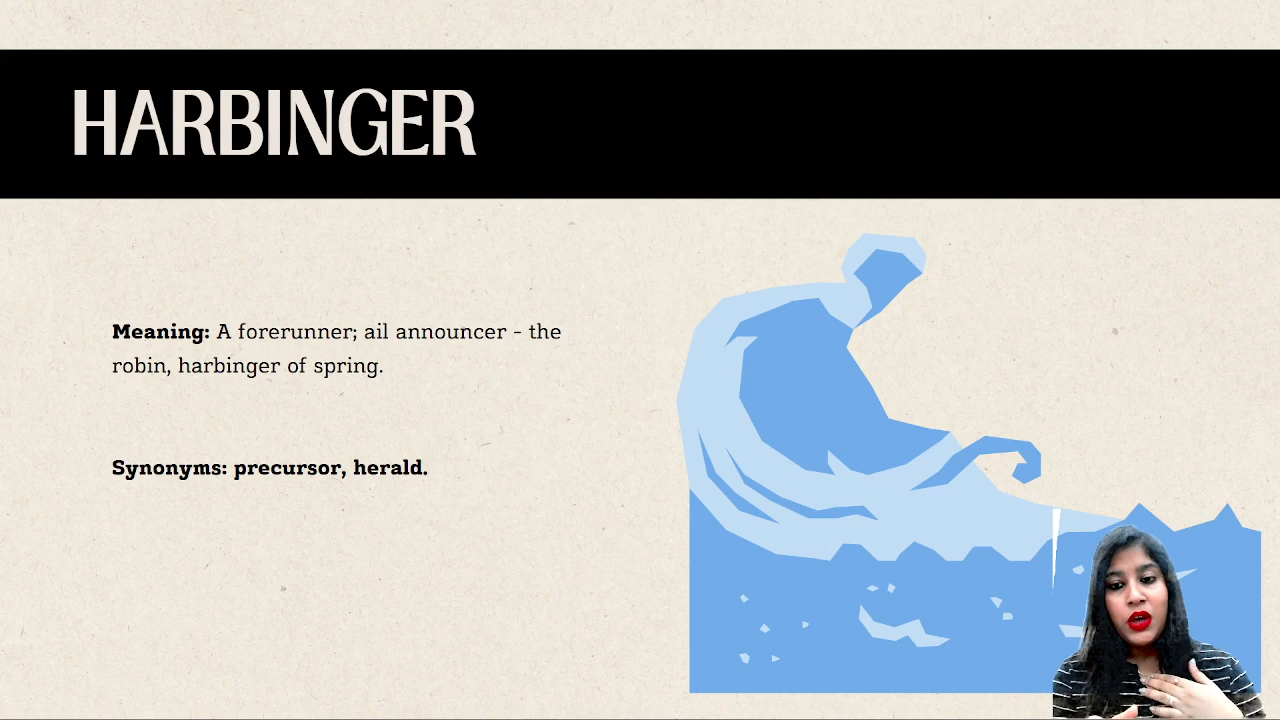 HARBINGER
Meaning: A forerunner; ail announcer - the
robin, harbinger of spring.
Synonyms: precursor, herald.